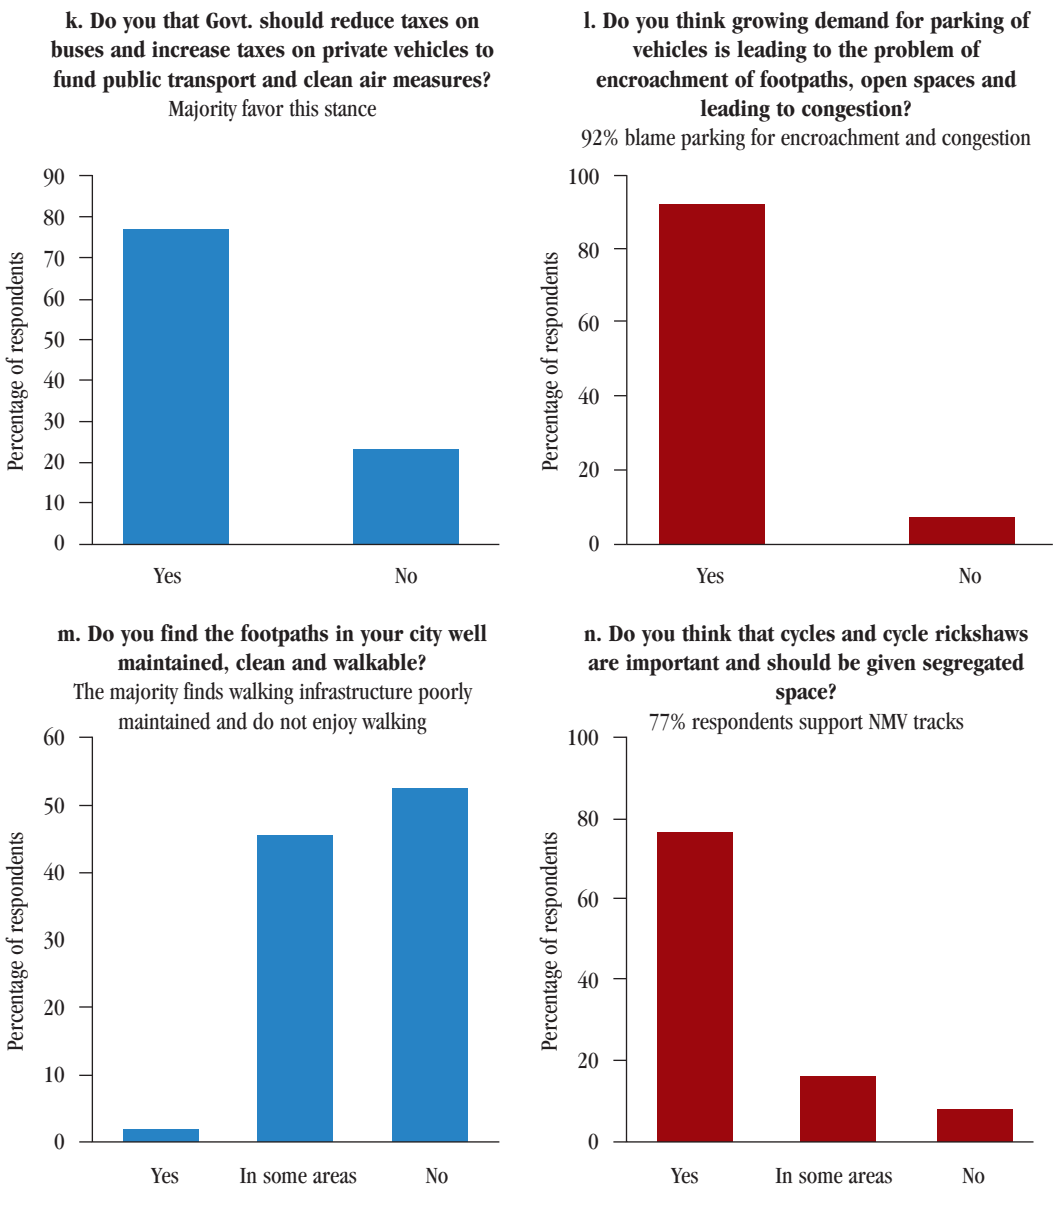 k. Do you that Govt. should reduce taxes on
buses and increase taxes on private vehicles to
fund public transport and clean air measures?
Majority favor this stance
90
80
70
60
50
40
30
20
10
0
Percentage of respondents
Yes
No
l. Do you think growing demand for parking of
vehicles is leading to the problem of
encroachment of footpaths, open spaces and
leading to congestion?
92% blame parking for encroachment and congestion
100
80
60
40
20
0
Percentage of respondents
Yes
No
m. Do you find the footpaths in your city well
maintained, clean and walkable?
The majority finds walking infrastructure poorly
maintained and do not enjoy walking
60
50
40
30
20
10
0
Percentage of respondents
Yes
In some areas
No
n. Do you think that cycles and cycle rickshaws
are important and should be given segregated
space?
77% respondents support NMV tracks
100
80
60
40
20
0
Percentage of respondents
Yes
In some areas
No